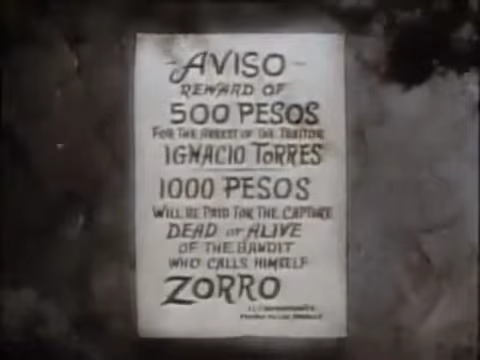 -AVISO-
REWARD OF
500 PESOS
FOR THE ARREST OF THE TRAITOR
IGNACIO TORRES
1000 PESOS
WILL BE PAID FOR THE CAPTURE
DEAD OR ALIVE
OF THE BANDIT
WHO CALLS HIMSELF
ZORRO